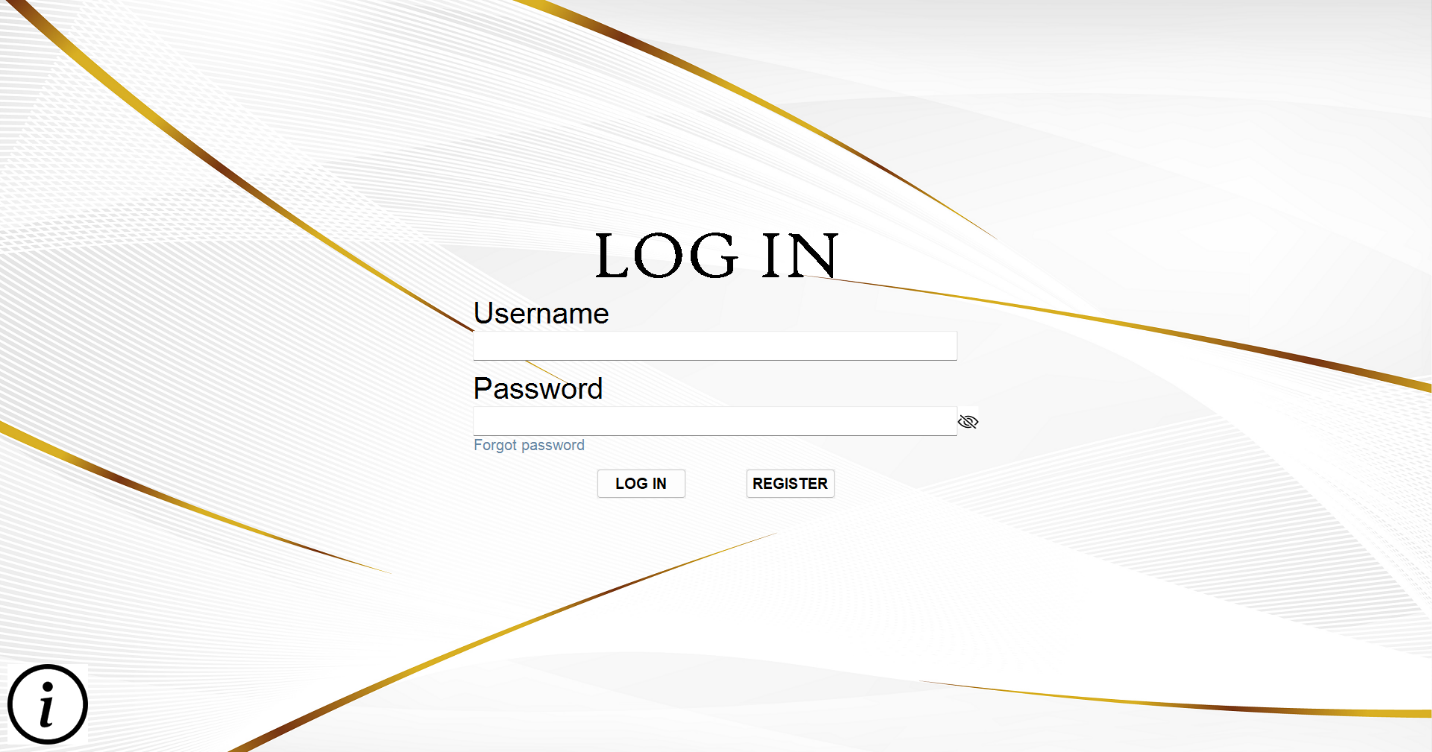 LOG IN
Username
Password
Forgot password
LOG IN REGISTER
i